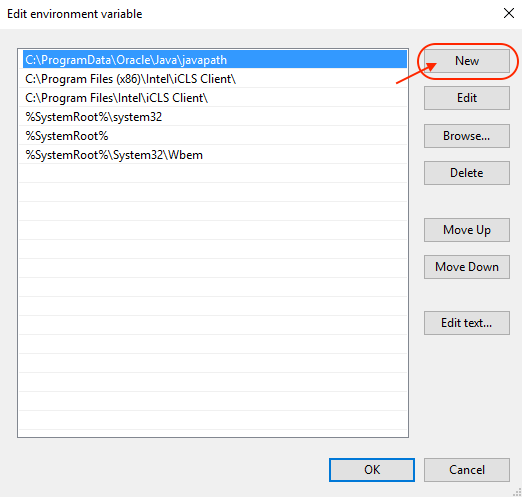 Edit environment variable
C:\ProgramData\Oracle\Java\javapath
C:\Program Files (x86)\Intel\iCLS Client\
C:\Program Files\Intel\iCLS Client\
%SystemRoot%\system32
%SystemRoot%
%SystemRoot%\System32\Wbem
New
Edit
Browse...
Delete
Move Up
Move Down
Edit text...
OK
Cancel